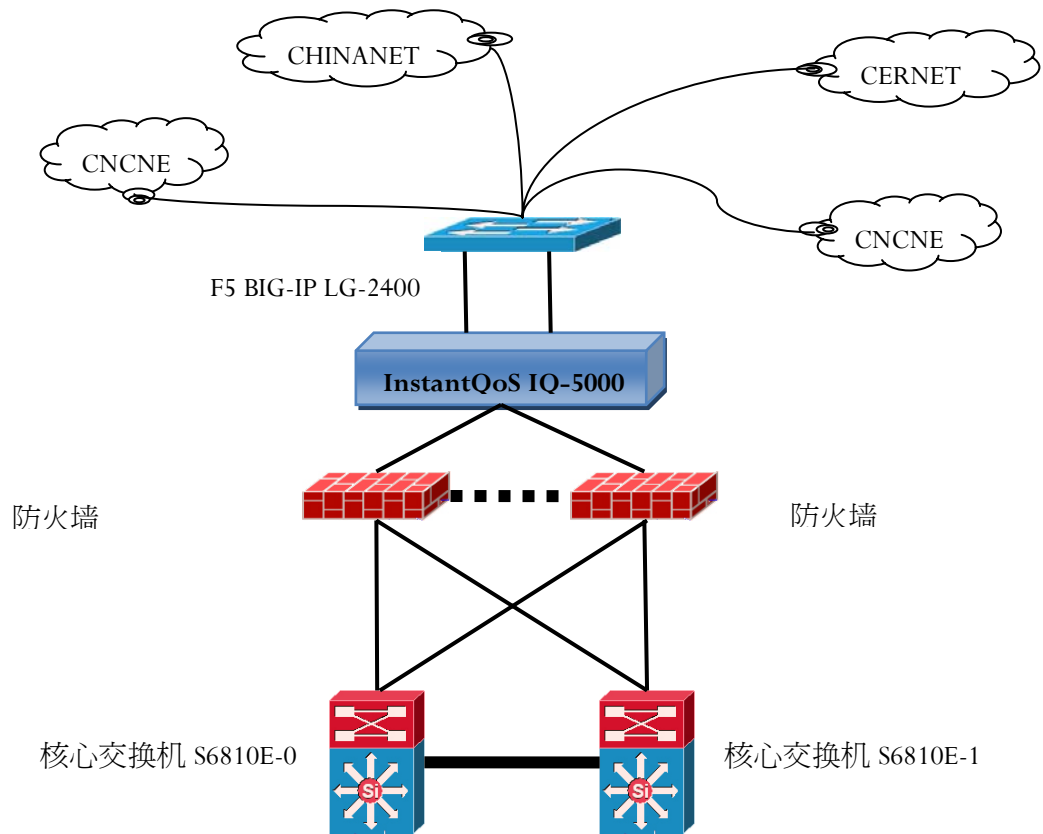 CHINANET
CERNET
CNCNE
CNCNE
F5 BIG-IP LG-2400
InstantQoS IQ-5000
防火墙
防火墙
核心交换机 S6810E-0
核心交换机 S6810E-1
Si
Si